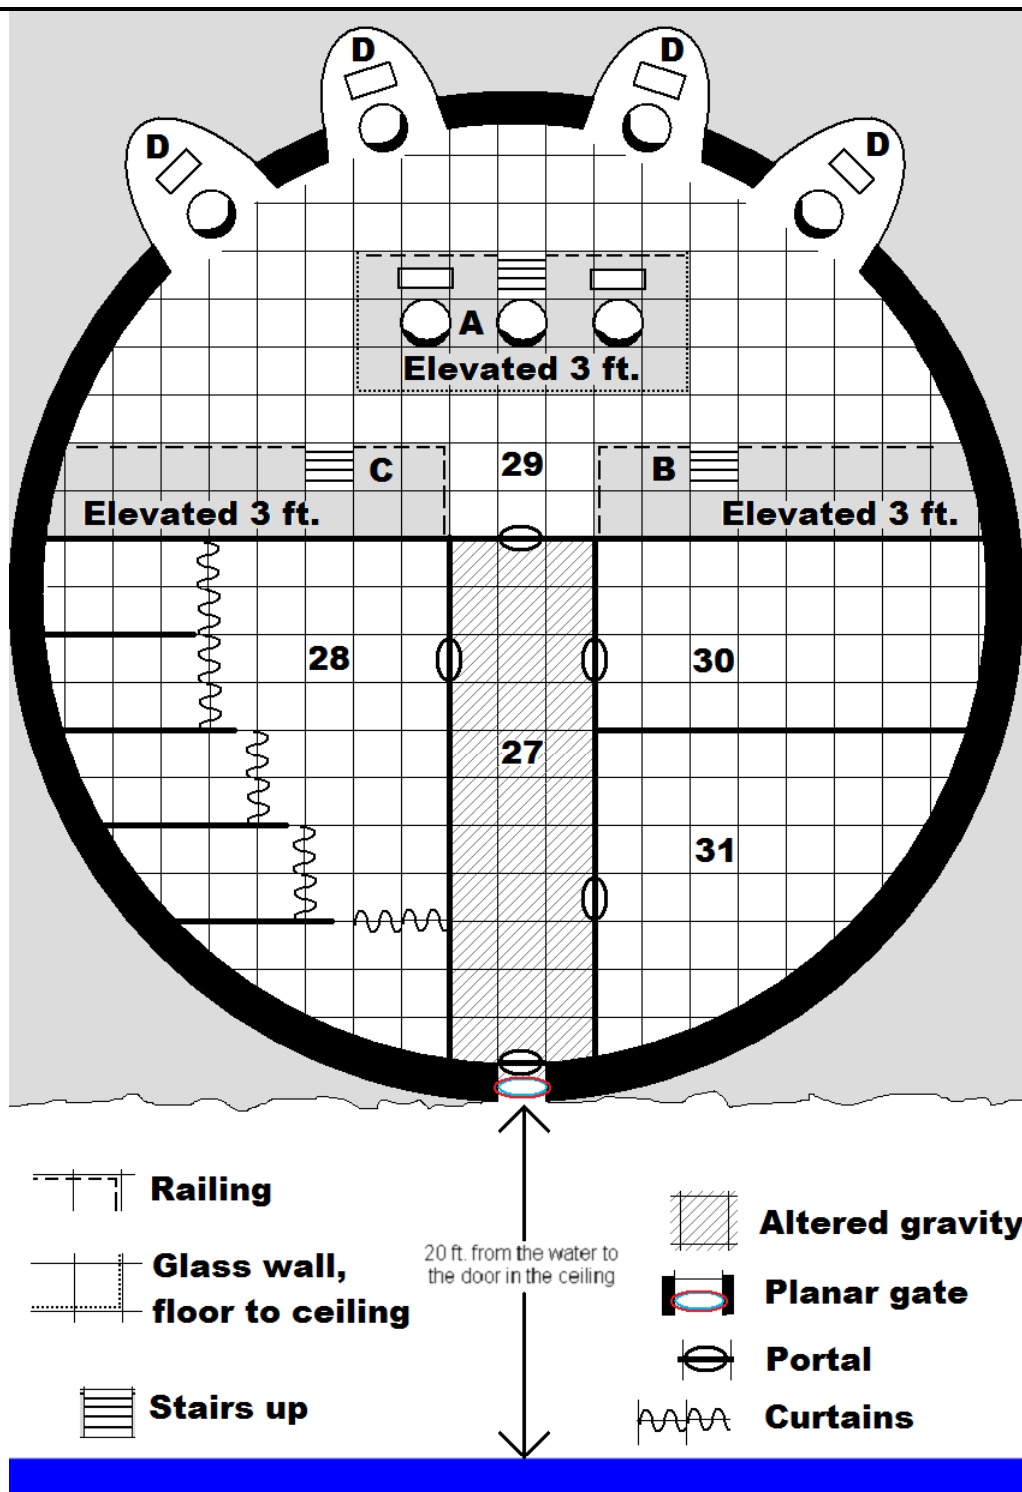 D
D
D
D
A
Elevated 3 ft.
C
29
B
Elevated 3 ft.
Elevated 3 ft.
28
30
27
31
Railing
Glass wall,
floor to ceiling
Stairs up
20 ft. from the water to
the door in the ceiling
Altered gravity
Planar gate
Portal
Curtains